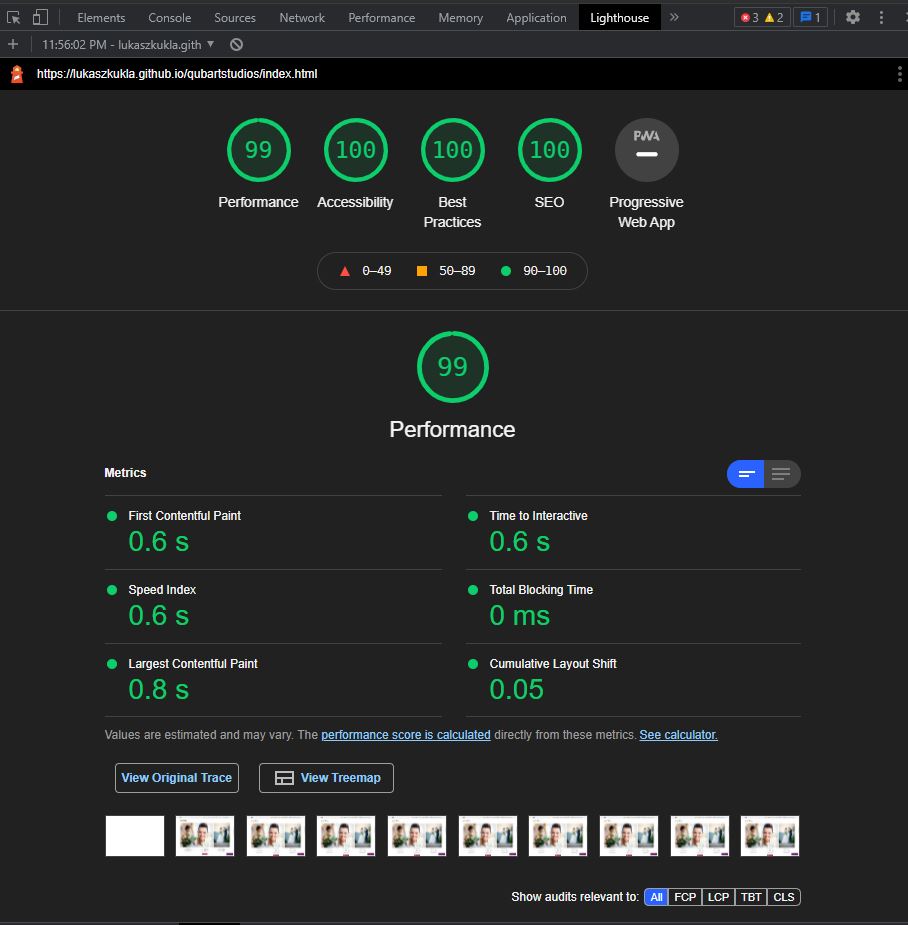 Elements Console Sources Network Performance Memory Application Lighthouse » 3 2 1
+ 11:56:02 PM - lukaszkukla.gith ▼
https://lukaszkukla.github.io/qubartstudios/index.html
99 100 100 100 PWA
Performance Accessibility Best Practices SEO Progressive Web App
0–49 50–89 90–100
99
Performance
Metrics
First Contentful Paint
0.6 s
Time to Interactive
0.6 s
Speed Index
0.6 s
Total Blocking Time
0 ms
Largest Contentful Paint
0.8 s
Cumulative Layout Shift
0.05
Values are estimated and may vary. The performance score is calculated directly from these metrics. See calculator.
View Original Trace View Treemap
Show audits relevant to: All FCP LCP TBT CLS